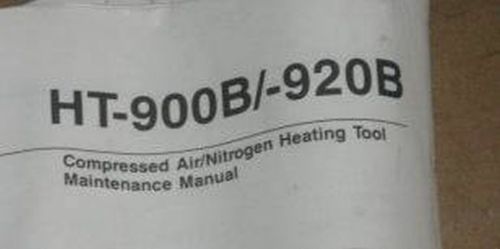 HT-900B/-920B
Compressed Air/Nitrogen Heating Tool
Maintenance Manual